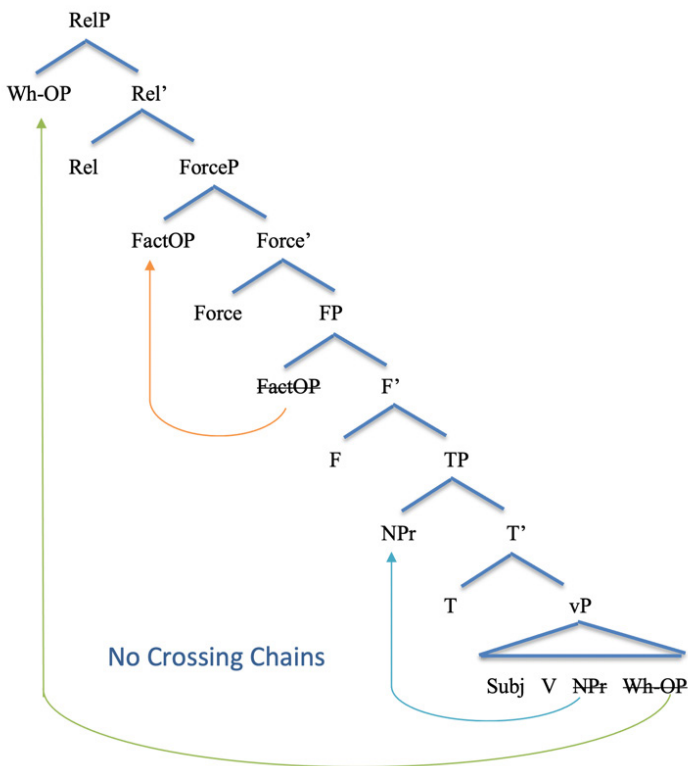 RelP
Wh-OP Rel’
Rel ForceP
FactOP Force’
Force FP
FactOP F’
F TP
NPr T’
T vP
No Crossing Chains
Subj V NPr Wh-OP